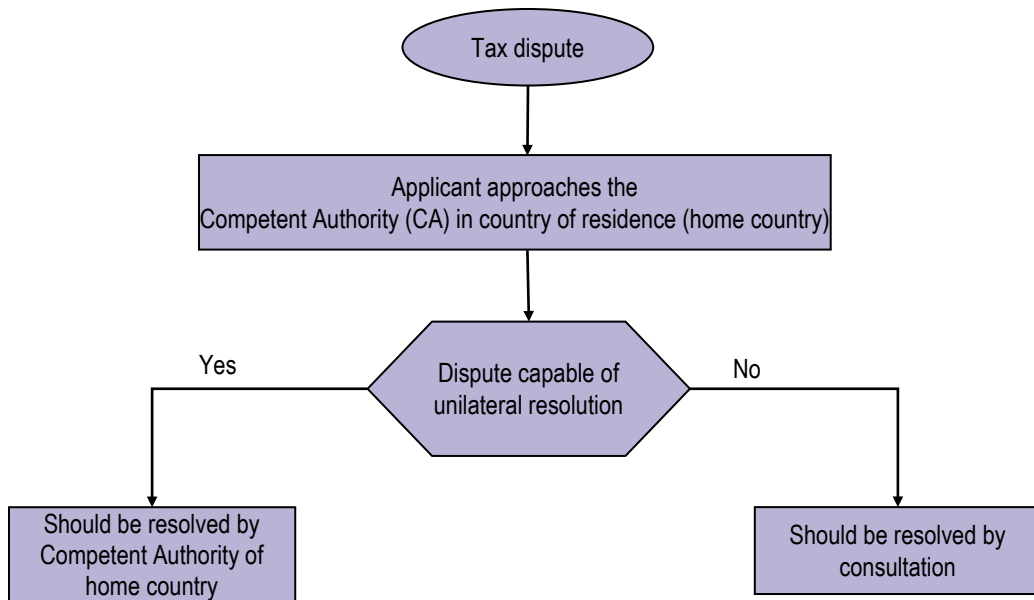 Tax dispute
Applicant approaches the
Competent Authority (CA) in country of residence (home country)
Yes
No
Dispute capable of
unilateral resolution
Should be resolved by
Competent Authority of
home country
Should be resolved by
consultation